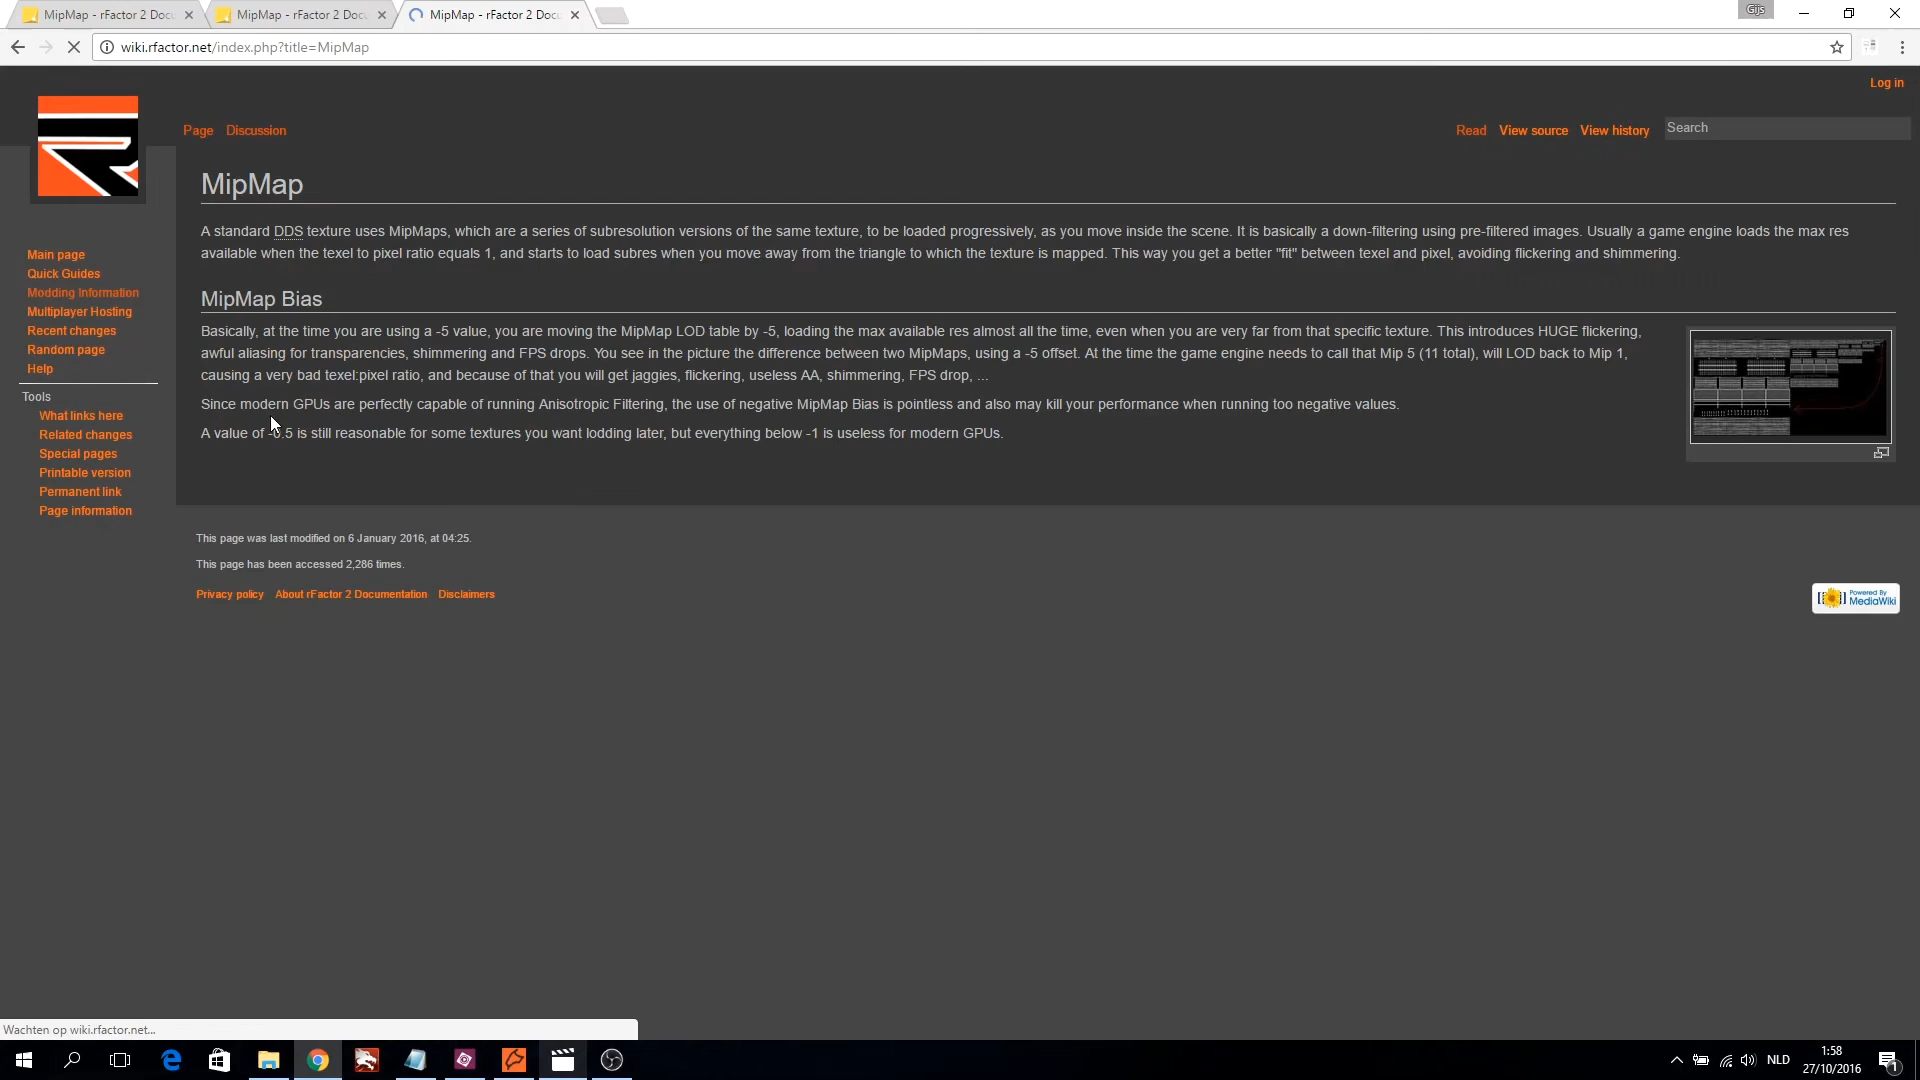 MipMap - rFactor 2 Docu
MipMap - rFactor 2 Docu
MipMap - rFactor 2 Docu
Gijs
wiki.rfactor.net/index.php?title=MipMap
Log in
Page Discussion
Read View source View history Search
MipMap
A standard DDS texture uses MipMaps, which are a series of subresolution versions of the same texture, to be loaded progressively, as you move inside the scene. It is basically a down-filtering using pre-filtered images. Usually a game engine loads the max res
available when the texel to pixel ratio equals 1, and starts to load subres when you move away from the triangle to which the texture is mapped. This way you get a better "fit" between texel and pixel, avoiding flickering and shimmering.
MipMap Bias
Basically, at the time you are using a -5 value, you are moving the MipMap LOD table by -5, loading the max available res almost all the time, even when you are very far from that specific texture. This introduces HUGE flickering,
awful aliasing for transparencies, shimmering and FPS drops. You see in the picture the difference between two MipMaps, using a -5 offset. At the time the game engine needs to call that Mip 5 (11 total), will LOD back to Mip 1,
causing a very bad texel:pixel ratio, and because of that you will get jaggies, flickering, useless AA, shimmering, FPS drop, ...
Since modern GPUs are perfectly capable of running Anisotropic Filtering, the use of negative MipMap Bias is pointless and also may kill your performance when running too negative values.
A value of -0.5 is still reasonable for some textures you want lodding later, but everything below -1 is useless for modern GPUs.
Main page
Quick Guides
Modding Information
Multiplayer Hosting
Recent changes
Random page
Help
Tools
What links here
Related changes
Special pages
Printable version
Permanent link
Page information
This page was last modified on 6 January 2016, at 04:25.
This page has been accessed 2,286 times.
Privacy policy About rFactor 2 Documentation Disclaimers
Powered By
MediaWiki
Wachten op wiki.rfactor.net...
NLD
1:58
27/10/2016
1